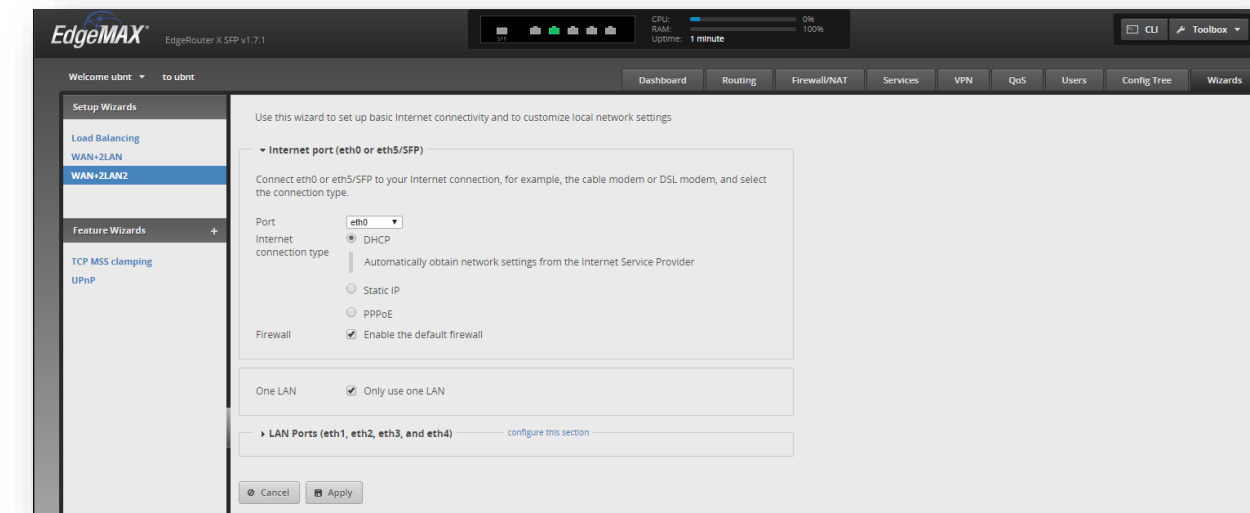 EdgeMAX® EdgeRouter X SFP v1.7.1
SFP
CPU: 0%
RAM: 100%
Uptime: 1 minute
CLI Toolbox
Welcome ubnt to ubnt
Dashboard Routing Firewall/NAT Services VPN QoS Users Config Tree Wizards
Setup Wizards
Load Balancing
WAN+2LAN
WAN+2LAN2
Feature Wizards +
TCP MSS clamping
UPnP
Use this wizard to set up basic Internet connectivity and to customize local network settings
Internet port (eth0 or eth5/SFP)
Connect eth0 or eth5/SFP to your Internet connection, for example, the cable modem or DSL modem, and select
the connection type.
Port eth0
Internet
connection type
DHCP
Automatically obtain network settings from the Internet Service Provider
Static IP
PPPoE
Firewall Enable the default firewall
One LAN Only use one LAN
LAN Ports (eth1, eth2, eth3, and eth4) configure this section
Cancel Apply